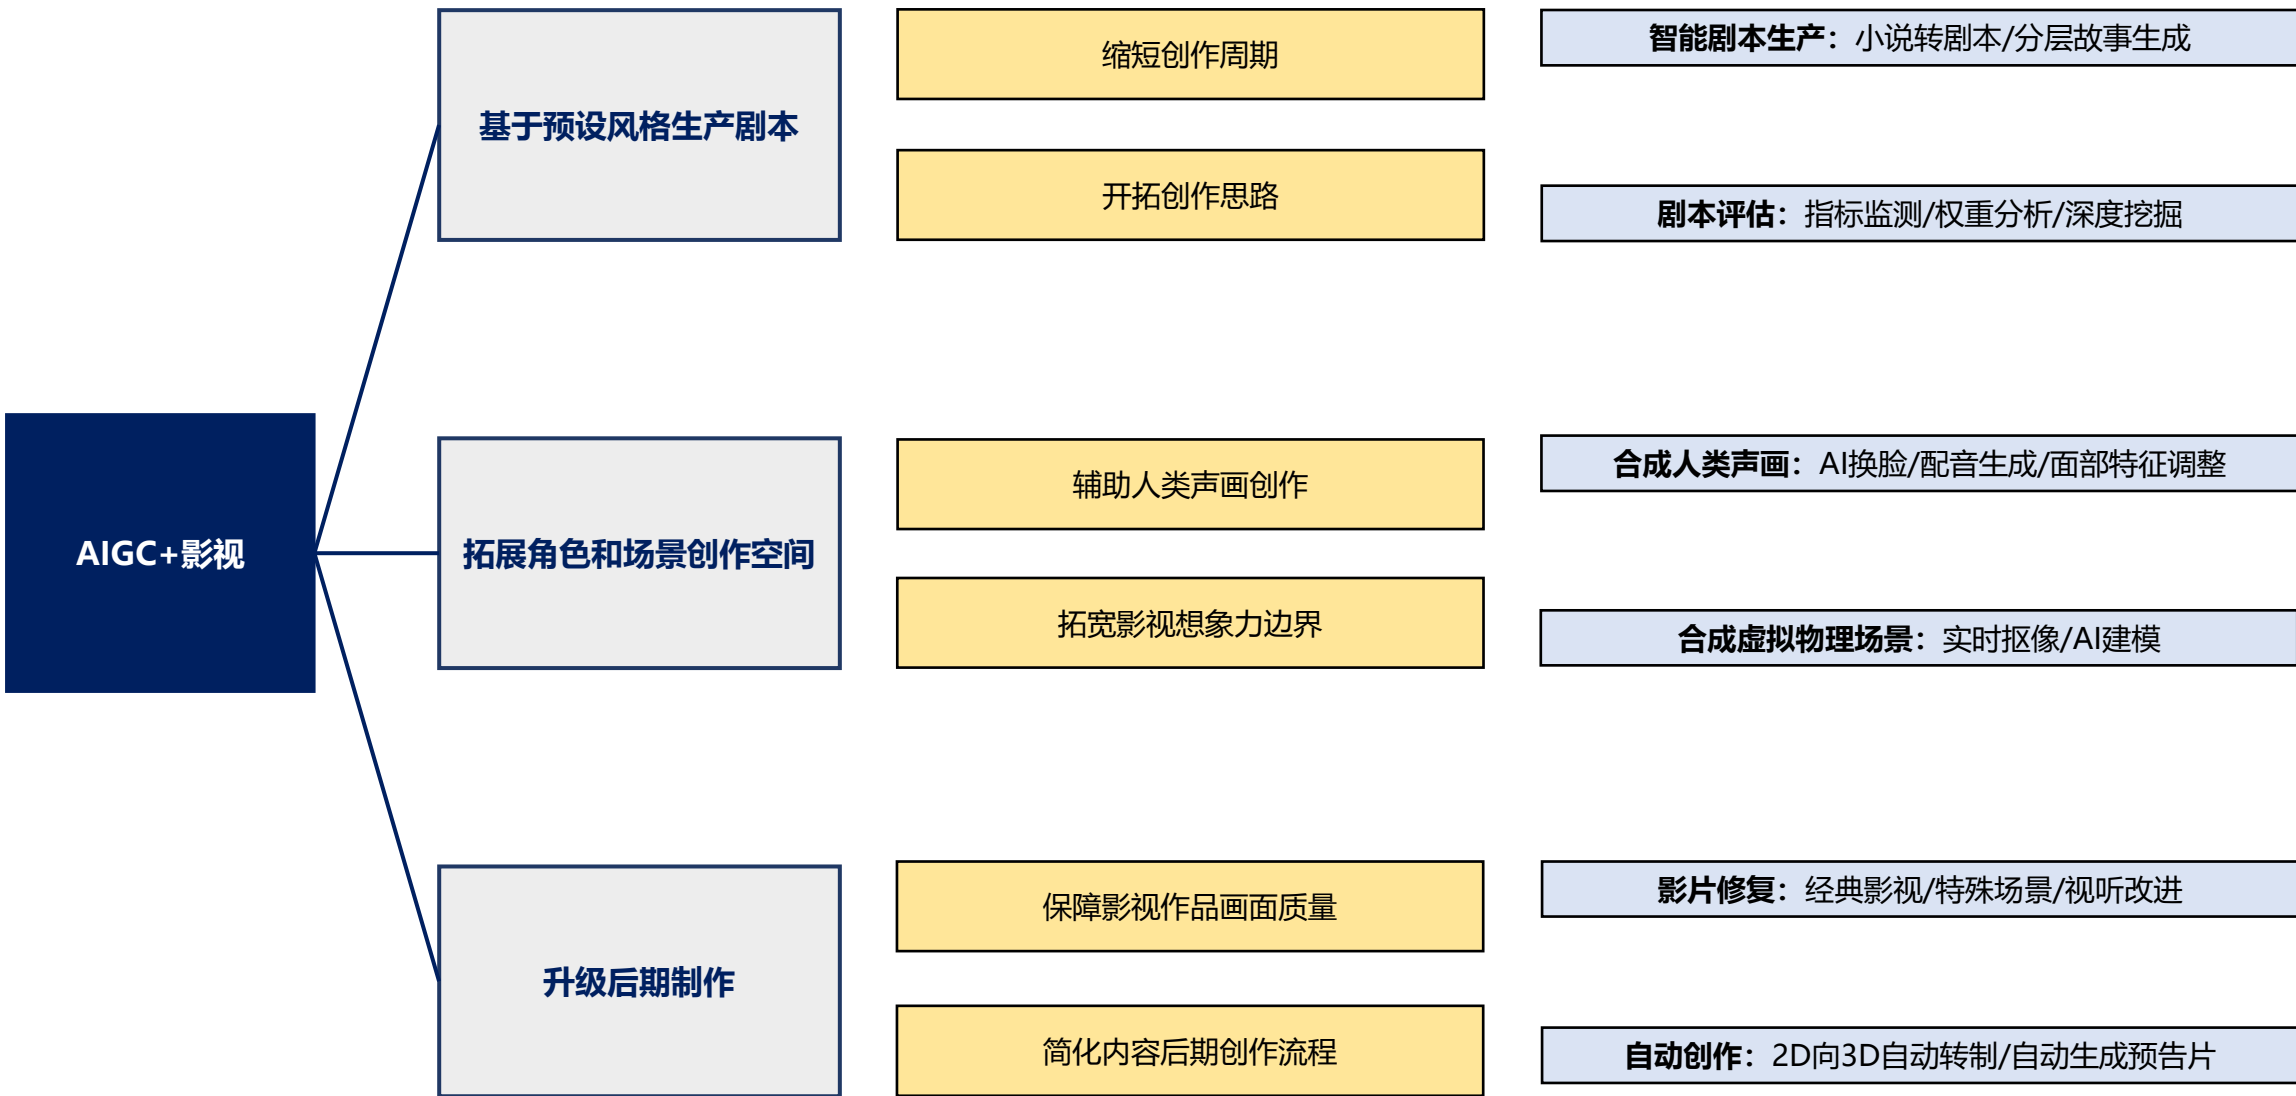 基于预设风格生产剧本
缩短创作周期
开拓创作思路
智能剧本生产：小说转剧本/分层故事生成
剧本评估：指标监测/权重分析/深度挖掘
AIGC+影视
拓展角色和场景创作空间
辅助人类声画创作
拓宽影视想象力边界
合成人类声画：AI换脸/配音生成/面部特征调整
合成虚拟物理场景：实时抠像/AI建模
升级后期制作
保障影视作品画面质量
简化内容后期创作流程
影片修复：经典影视/特殊场景/视听改进
自动创作：2D向3D自动转制/自动生成预告片